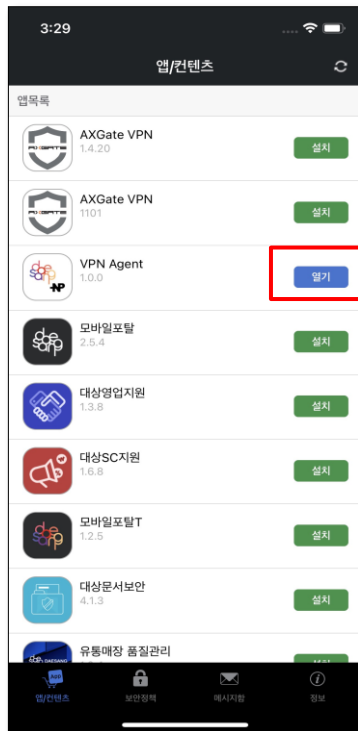 3:29
앱/컨텐츠
앱목록
AXGate VPN
1.4.20
설치
AXGate VPN
1101
설치
VPN Agent
1.0.0
열기
모바일포탈
2.5.4
설치
대상영업지원
1.3.8
설치
대상SC지원
1.6.8
설치
모바일포탈T
1.2.5
설치
대상문서보안
4.1.3
설치
유통매장 품질관리
앱/컨텐츠
보안정책
메시지함
정보